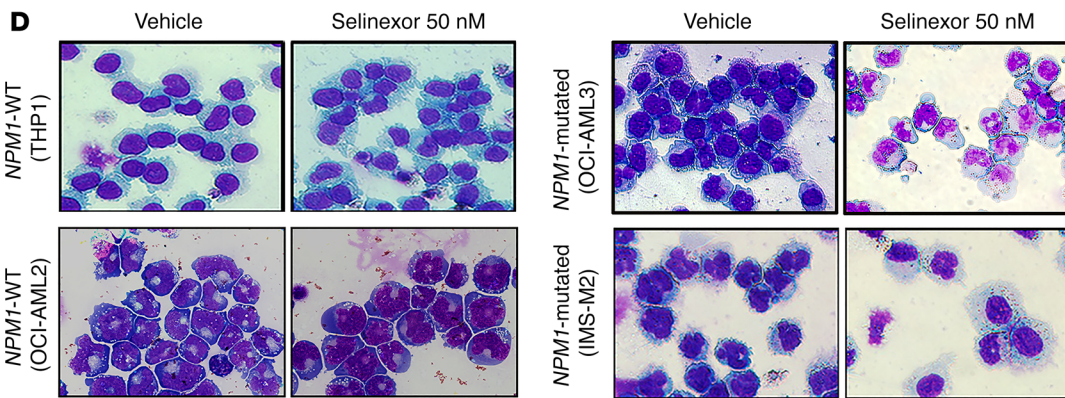 D
Vehicle
Selinexor 50 nM
Vehicle
Selinexor 50 nM
NPM1-WT
(THP1)
NPM1-mutated
(OCI-AML3)
NPM1-WT
(OCI-AML2)
NPM1-mutated
(IMS-M2)